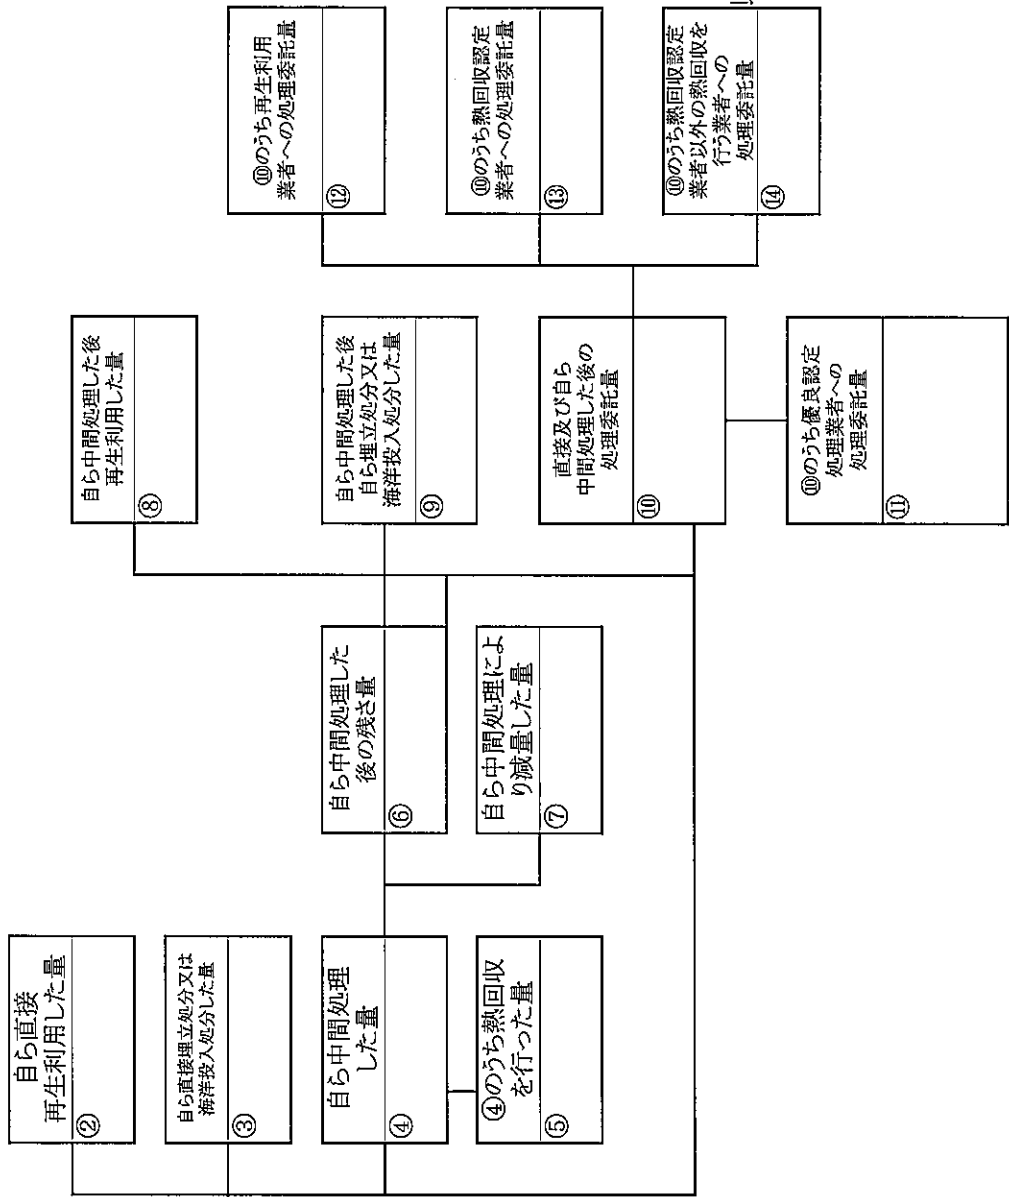 自ら直接
再生利用した量
②
自ら直接埋立処分又は
海洋投入処分した量
③
自ら中間処理
した量
④
④のうち熱回収
を行った量
⑤
自ら中間処理した
後の残さ量
⑥
自ら中間処理によ
り減量した量
⑦
自ら中間処理した後
再生利用した量
⑧
自ら中間処理した後
自ら埋立処分又は
海洋投入処分した量
⑨
直接及び自ら
中間処理した後の
処理委託量
⑩
⑩のうち優良認定
処理業者への
処理委託量
⑪
⑩のうち再生利用
業者への処理委託量
⑫
⑩のうち熱回収認定
業者への処理委託量
⑬
⑩のうち熱回収認定
業者以外の熱回収を
行う業者への
処理委託量
⑭